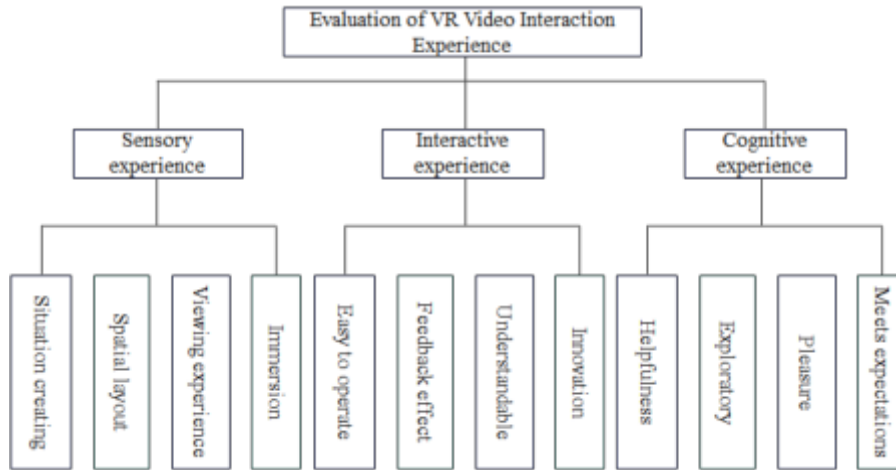 Evaluation of VR Video Interaction
Experience
Sensory
experience
Interactive
experience
Cognitive
experience
Situation creating
Spatial layout
Viewing experience
Immersion
Easy to operate
Feedback effect
Understandable
Innovation
Helpfulness
Exploratory
Pleasure
Meets expectations